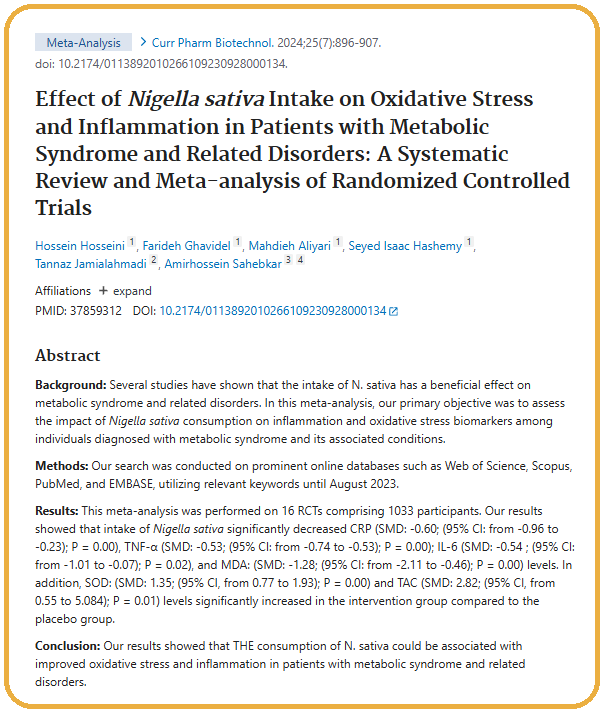 Meta-Analysis > Curr Pharm Biotechnol. 2024;25(7):896-907.
doi: 10.2174/0113892010266109230928000134.
Effect of Nigella sativa Intake on Oxidative Stress
and Inflammation in Patients with Metabolic
Syndrome and Related Disorders: A Systematic
Review and Meta-analysis of Randomized Controlled
Trials
Hossein Hosseini 1, Farideh Ghavidel 1, Mahdieh Aliyari 1, Seyed Isaac Hashemy 1,
Tannaz Jamialahmadi 2, Amirhossein Sahebkar 3 4
Affiliations + expand
PMID: 37859312 DOI: 10.2174/0113892010266109230928000134
Abstract
Background: Several studies have shown that the intake of N. sativa has a beneficial effect on
metabolic syndrome and related disorders. In this meta-analysis, our primary objective was to assess
the impact of Nigella sativa consumption on inflammation and oxidative stress biomarkers among
individuals diagnosed with metabolic syndrome and its associated conditions.
Methods: Our search was conducted on prominent online databases such as Web of Science, Scopus,
PubMed, and EMBASE, utilizing relevant keywords until August 2023.
Results: This meta-analysis was performed on 16 RCTs comprising 1033 participants. Our results
showed that intake of Nigella sativa significantly decreased CRP (SMD: -0.60; (95% CI: from -0.96 to
-0.23); P = 0.00), TNF-α (SMD: -0.53; (95% CI: from -0.74 to -0.53); P = 0.00); IL-6 (SMD: -0.54 ; (95% CI:
from -1.01 to -0.07); P = 0.02), and MDA: (SMD: -1.28; (95% CI: from -2.11 to -0.46); P = 0.00) levels. In
addition, SOD: (SMD: 1.35; (95% CI, from 0.77 to 1.93); P = 0.00) and TAC (SMD: 2.82; (95% CI, from
0.55 to 5.084); P = 0.01) levels significantly increased in the intervention group compared to the
placebo group.
Conclusion: Our results showed that THE consumption of N. sativa could be associated with
improved oxidative stress and inflammation in patients with metabolic syndrome and related
disorders.